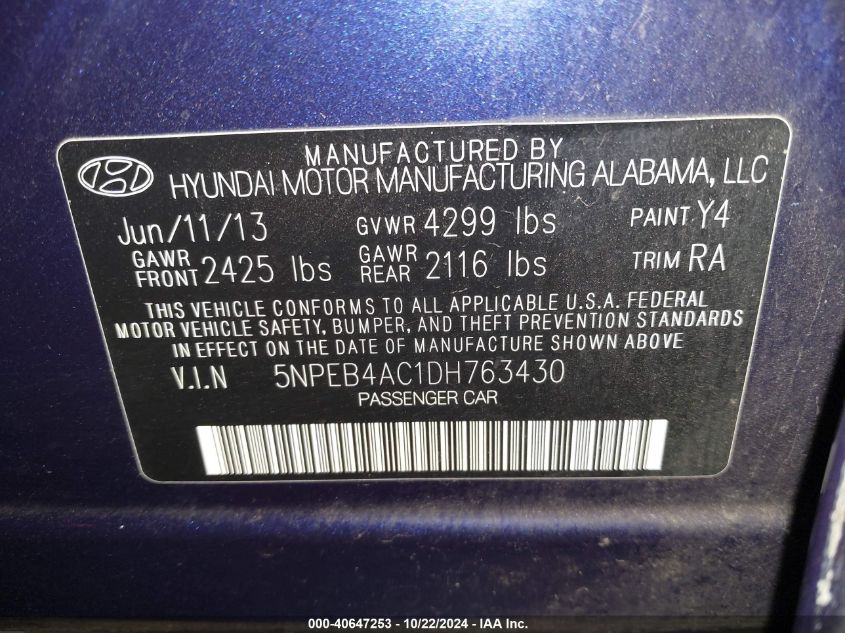 MANUFACTURED BY
HYUNDAI MOTOR MANUFACTURING ALABAMA, LLC
Jun/11/13 GVWR 4299 lbs PAINT Y4
GAWR FRONT 2425 lbs GAWR REAR 2116 lbs TRIM RA
THIS VEHICLE CONFORMS TO ALL APPLICABLE U.S.A. FEDERAL
MOTOR VEHICLE SAFETY, BUMPER, AND THEFT PREVENTION STANDARDS
IN EFFECT ON THE DATE OF MANUFACTURE SHOWN ABOVE
V.I.N 5NPEB4AC1DH763430
PASSENGER CAR
000-40647253 - 10/22/2024 - IAA Inc.